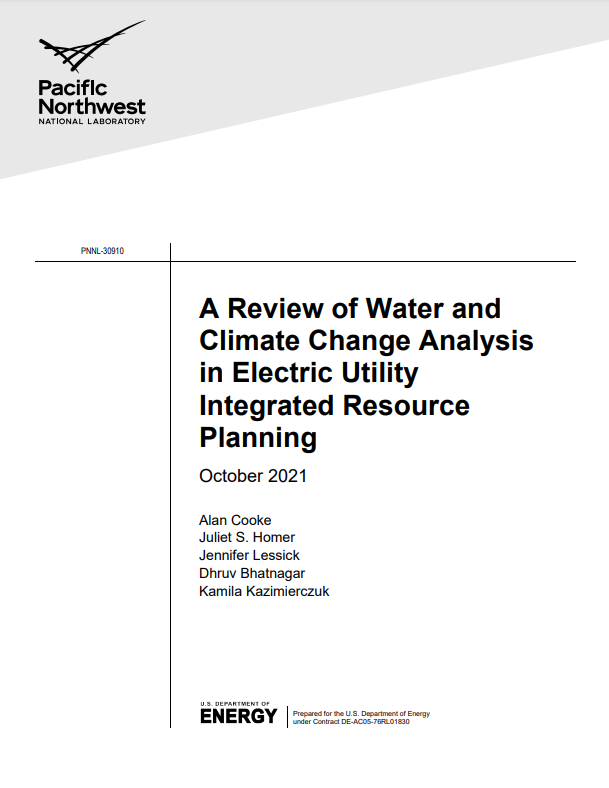 Pacific
Northwest
NATIONAL LABORATORY
PNNL-30910
A Review of Water and
Climate Change Analysis
in Electric Utility
Integrated Resource
Planning
October 2021
Alan Cooke
Juliet S. Homer
Jennifer Lessick
Dhruv Bhatnagar
Kamila Kazimierczuk
U.S. DEPARTMENT OF
ENERGY
Prepared for the U.S. Department of Energy
under Contract DE-AC05-76RL01830